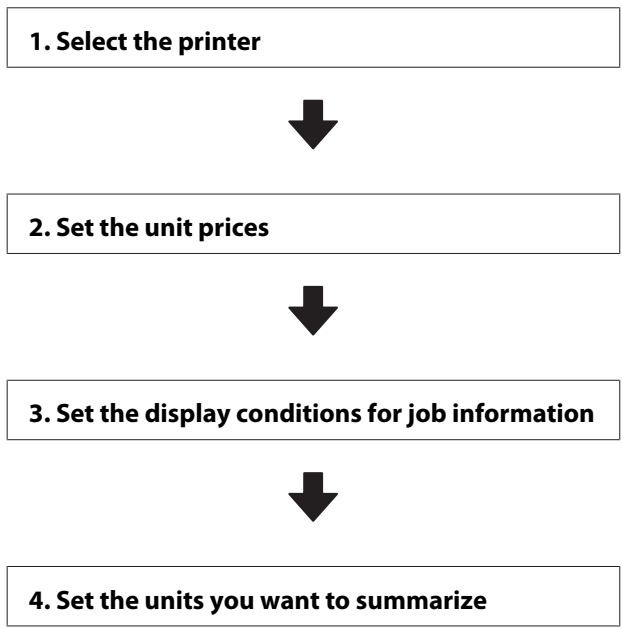 1. Select the printer
2. Set the unit prices
3. Set the display conditions for job information
4. Set the units you want to summarize